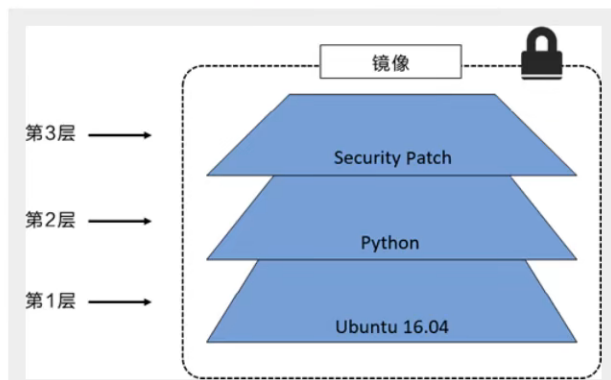 镜像
第3层
Security Patch
第2层
Python
第1层
Ubuntu 16.04